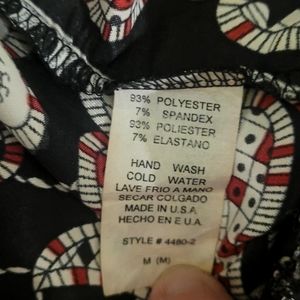 93% POLYESTER
7% SPANDEX
93% POLIESTER
7% ELASTANO
HAND WASH
COLD WATER
LAVE FRIO A MANO
SECAR COLGADO
MADE IN U.S.A
HECHO EN E.U.A
STYLE # 4480-2
M (M)